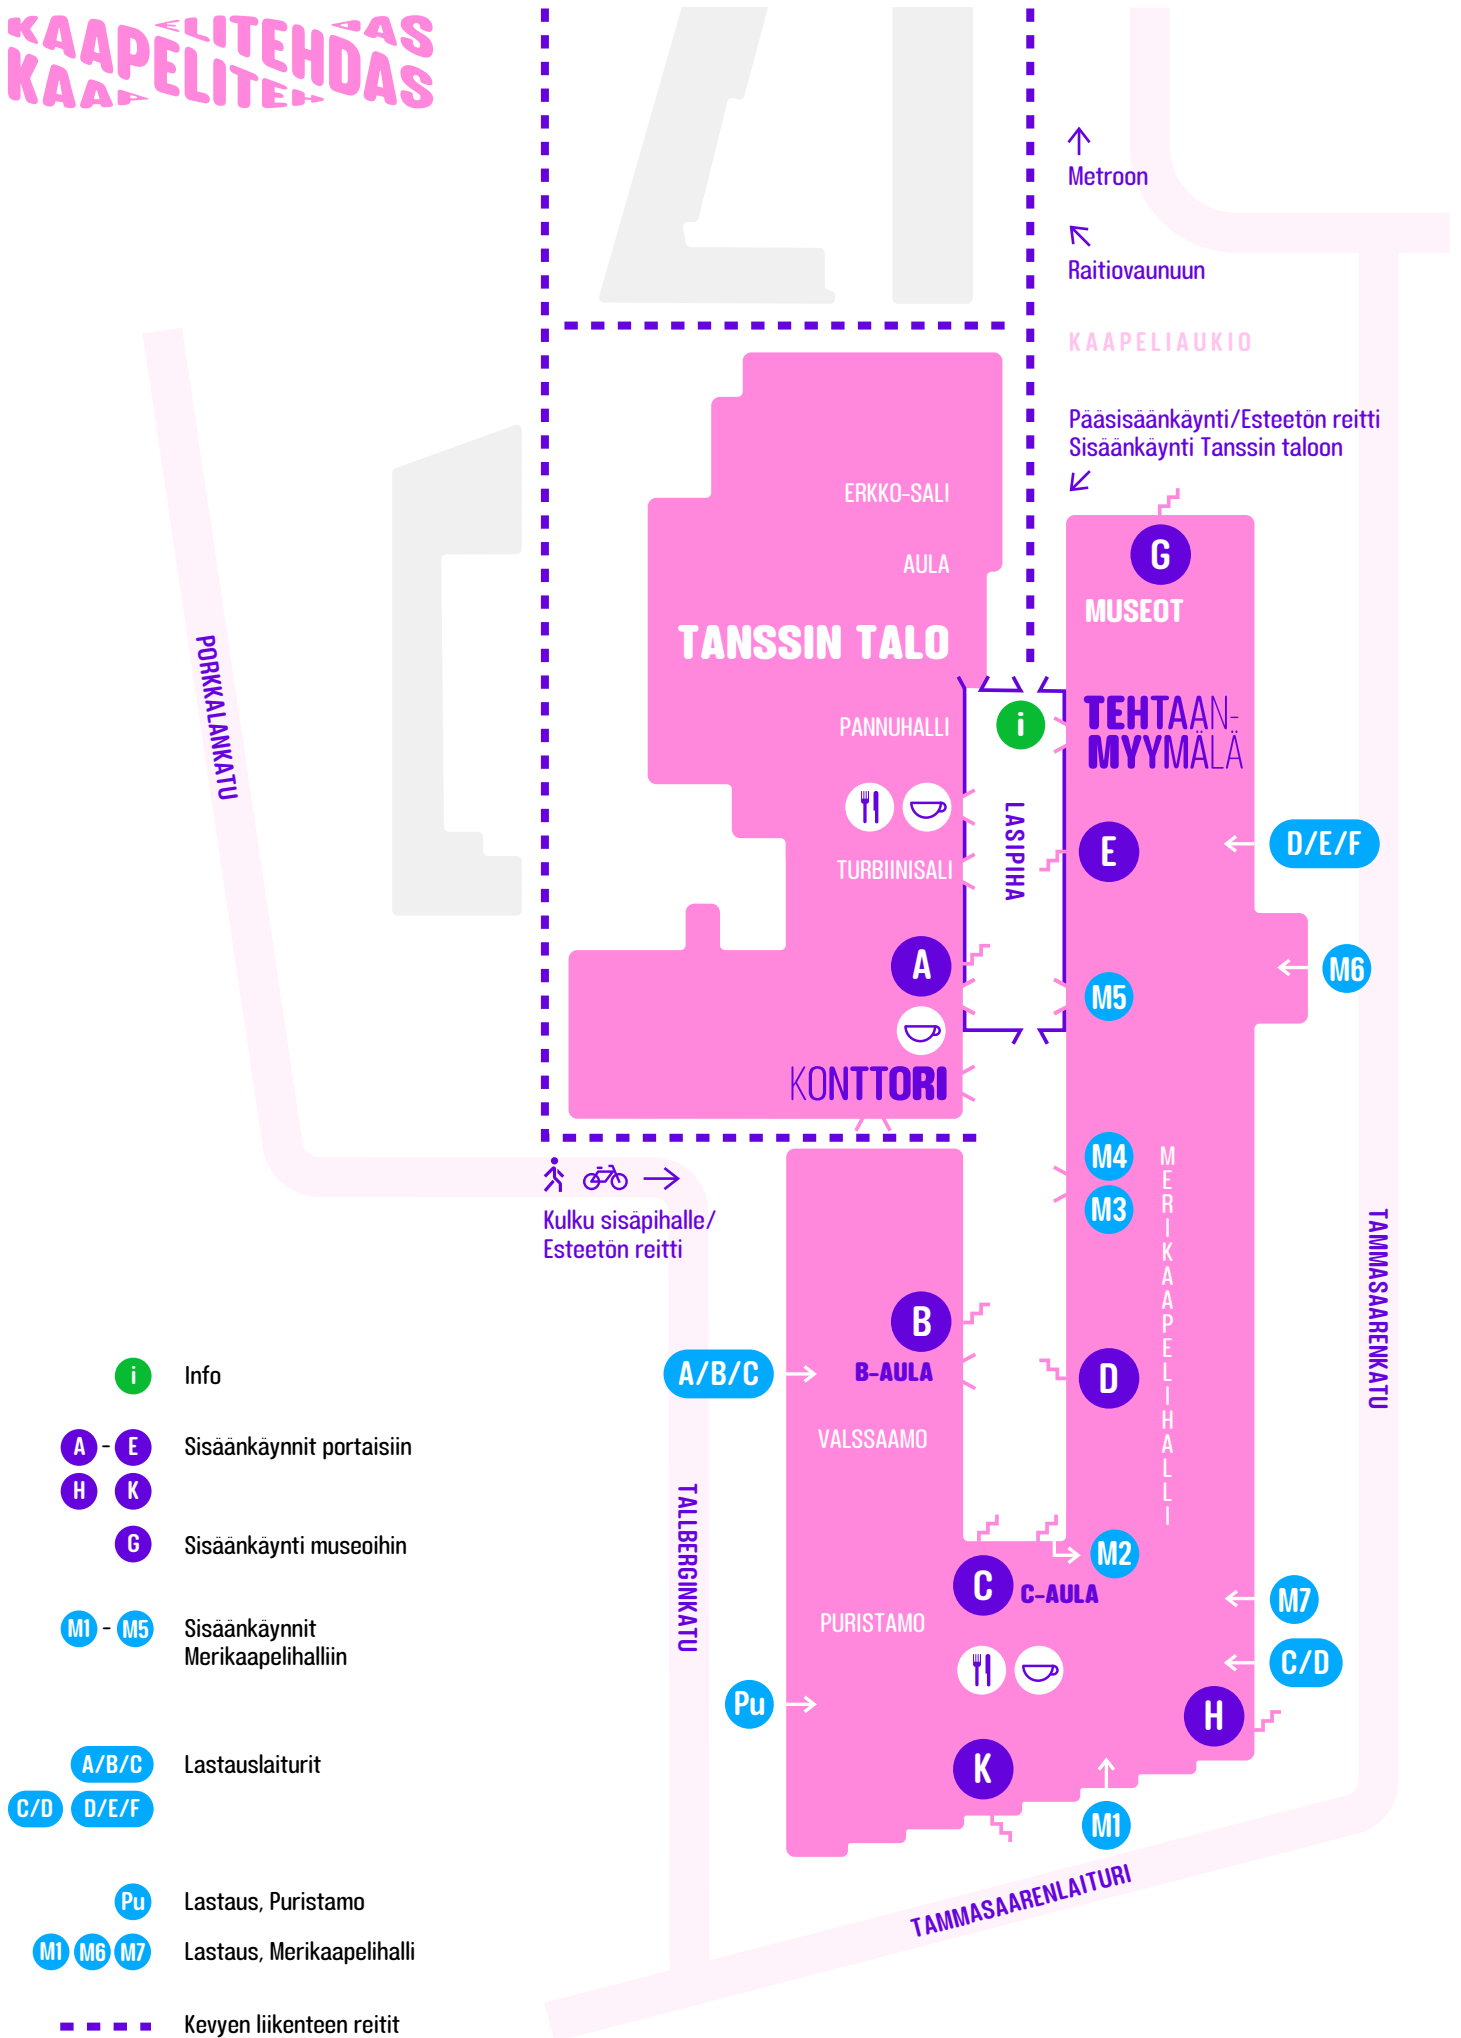 KAAPELITEHDAS
KAAPELITEHDAS
Metroon
Raitiovaunuun
KAAPELIAUKIO
Pääsisäänkäynti/Esteetön reitti
Sisäänkäynti Tanssin taloon
ERKKO-SALI
AULA
TANSSIN TALO
PANNUHALLI
TURBIINISALI
A
KONTTORI
G
MUSEOT
i
TEHTAAN-
MYYMÄLÄ
LASIPIHA
E
D/E/F
M5
M6
M4
M3
MERIKAAPELIHALLI
PORKKALANKATU
Kulku sisäpihalle/
Esteetön reitti
TAMMASAARENKATU
B
B-AULA
A/B/C
D
VALSSAAMO
TALLBERGINKATU
C
C-AULA
M2
PURISTAMO
M7
C/D
Pu
H
K
M1
TAMMASAARENLAITURI
i Info
A - E Sisäänkäynnit portaisiin
H K
G Sisäänkäynti museoihin
M1 - M5 Sisäänkäynnit
Merikaapelihalliin
A/B/C Lastauslaiturit
C/D D/E/F
Pu Lastaus, Puristamo
M1 M6 M7 Lastaus, Merikaapelihalli
Kevyen liikenteen reitit